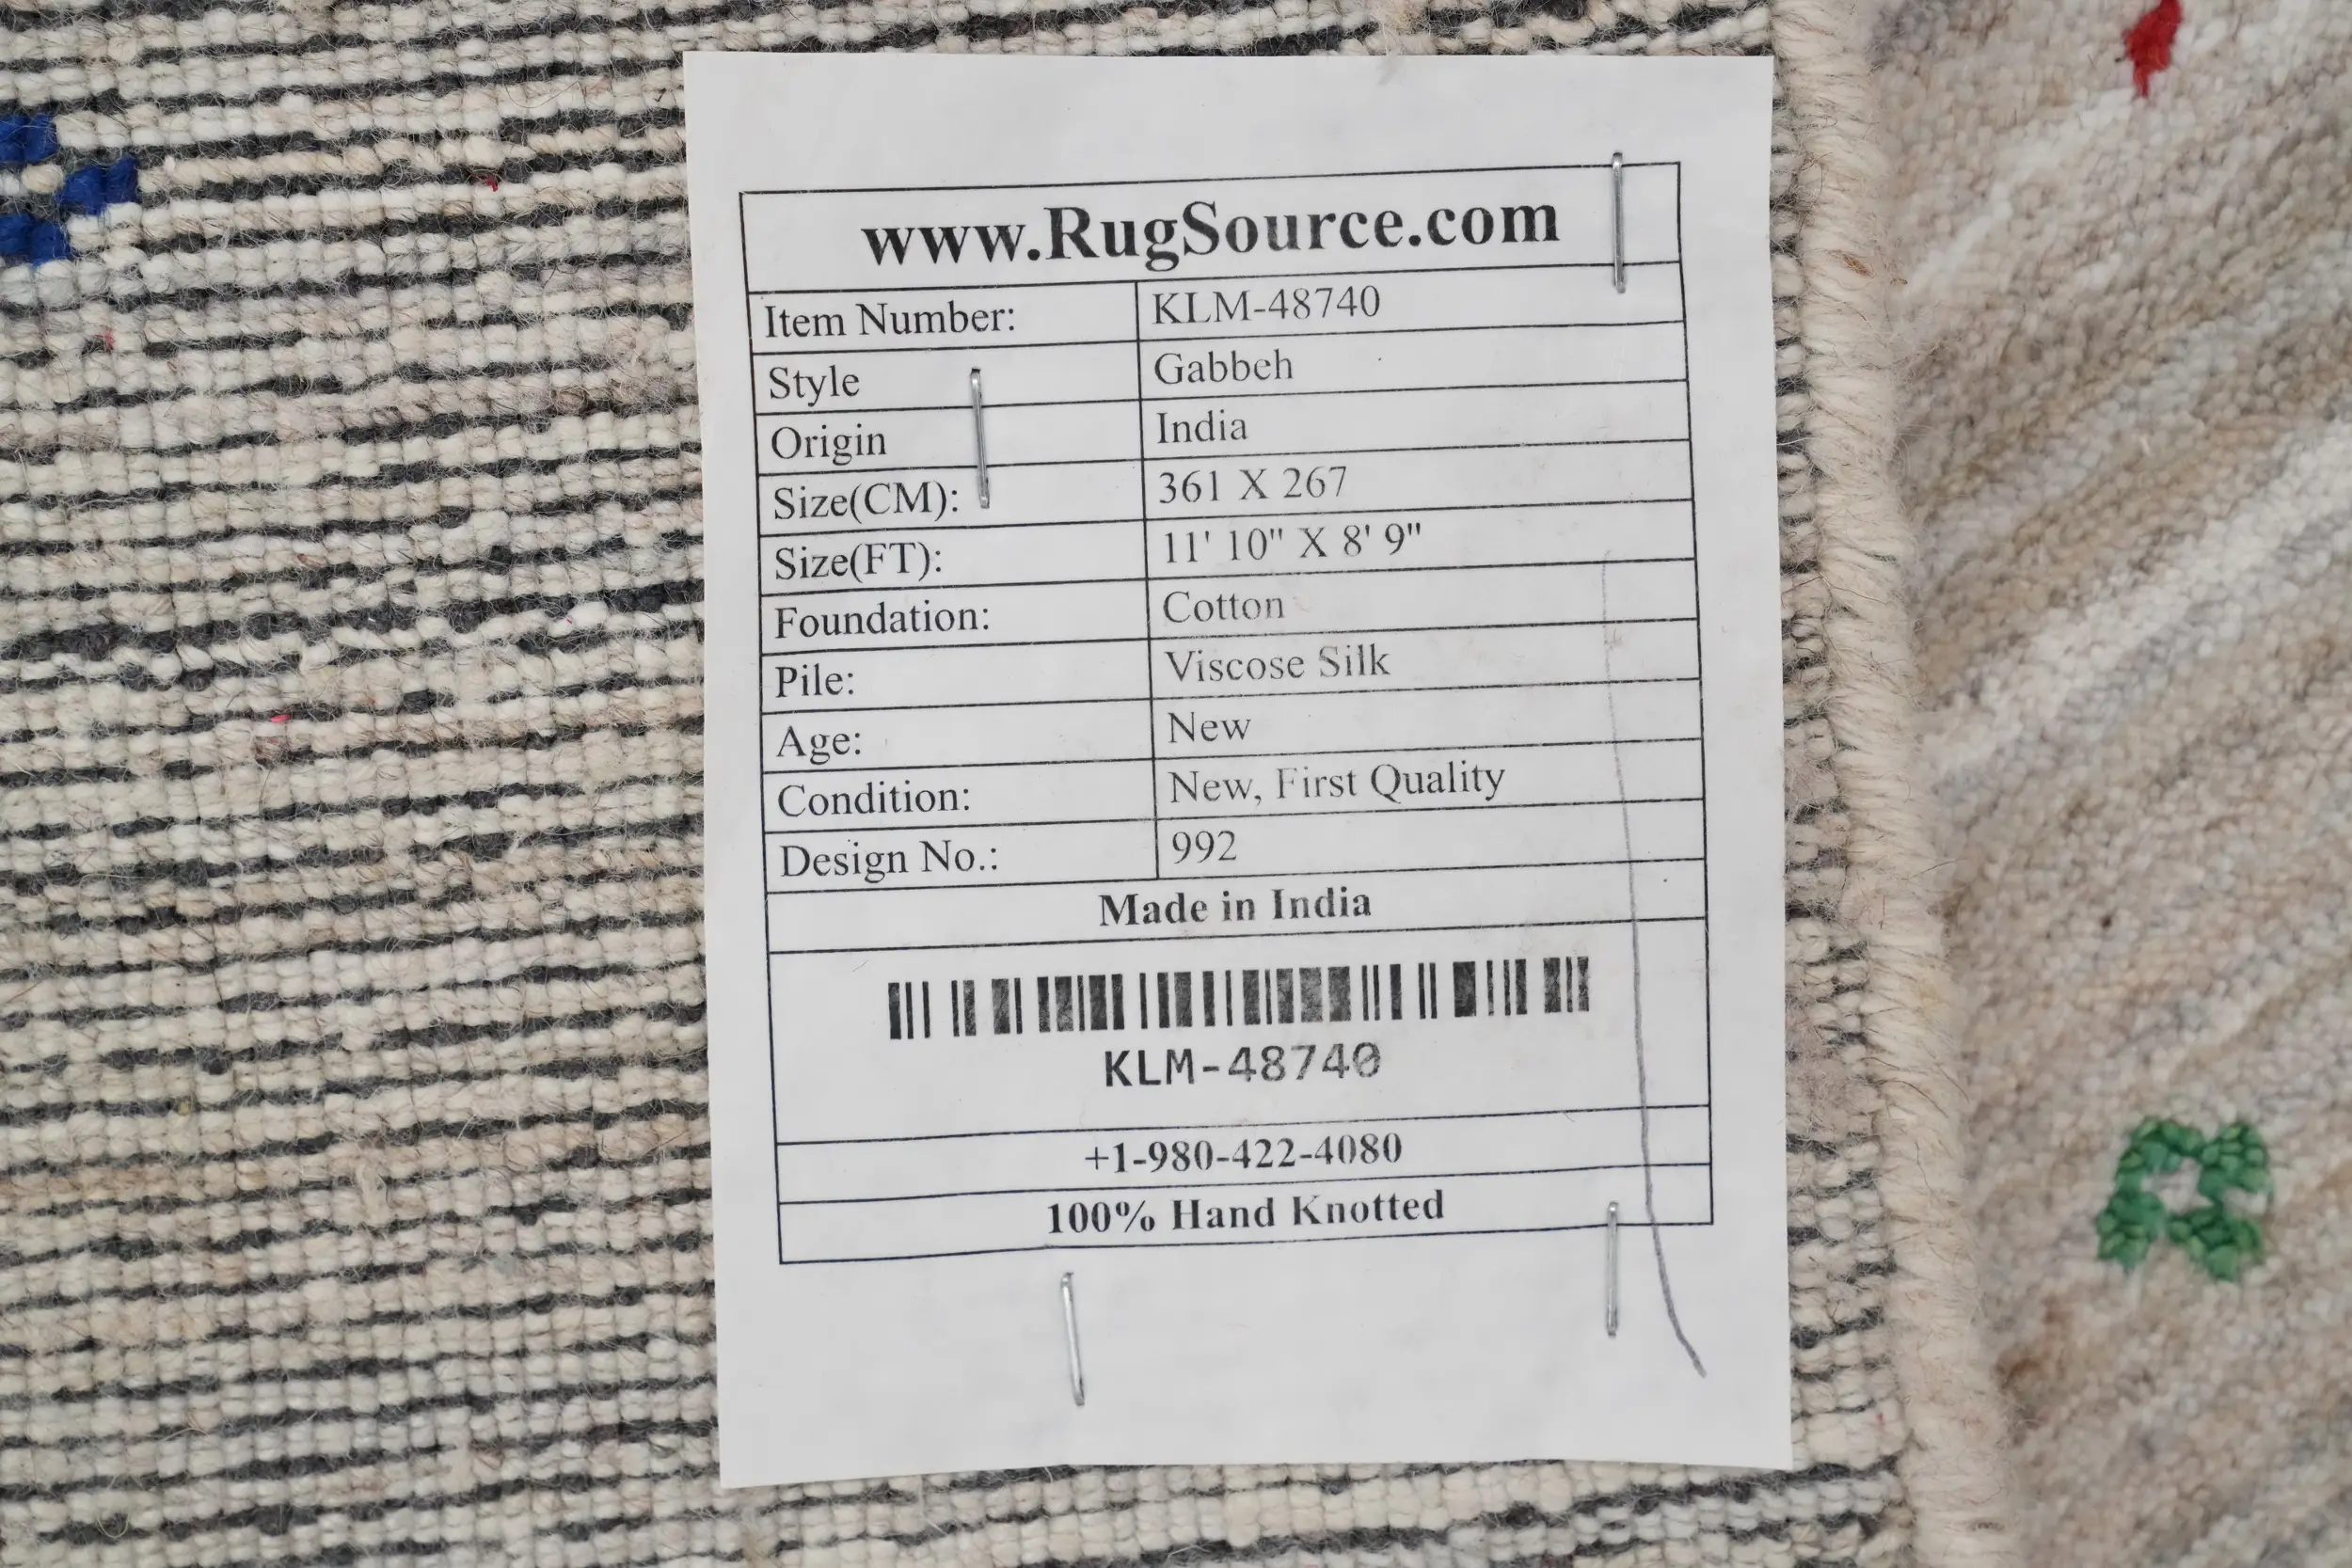 www.RugSource.com
Item Number: KLM-48740
Style Gabbeh
Origin India
Size(CM): 361 X 267
Size(FT): 11' 10" X 8' 9"
Foundation: Cotton
Pile: Viscose Silk
Age: New
Condition: New, First Quality
Design No.: 992
Made in India
KLM-48740
+1-980-422-4080
100% Hand Knotted